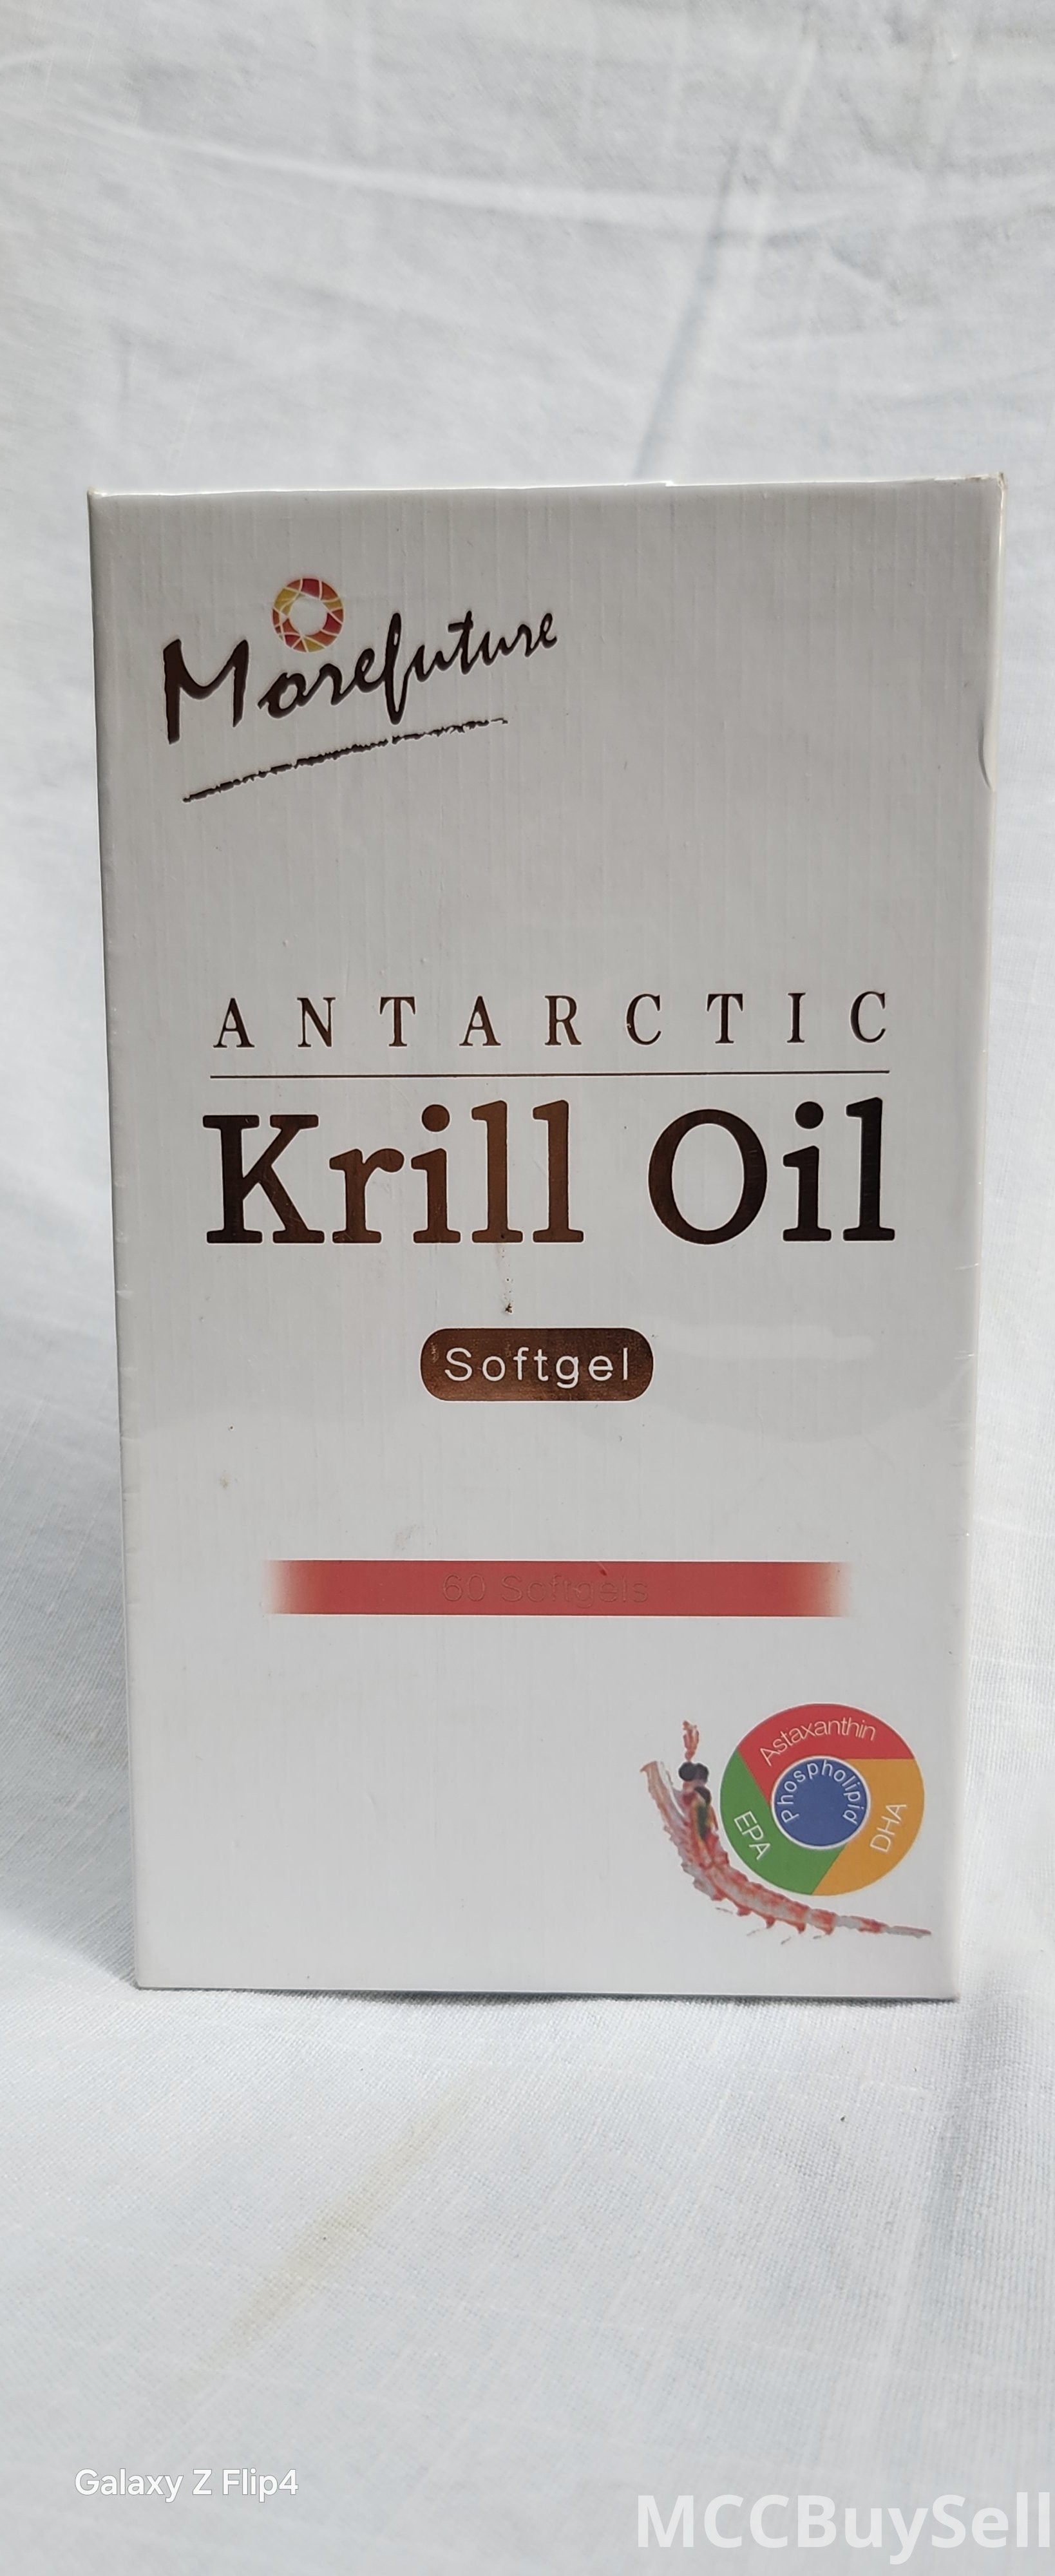 Morefuture
ANTARCTIC
Krill Oil
Softgel
60 Softgels
Astaxanthin
Phospholipid
EPA
DHA
Galaxy Z Flip4
MCCBuySell